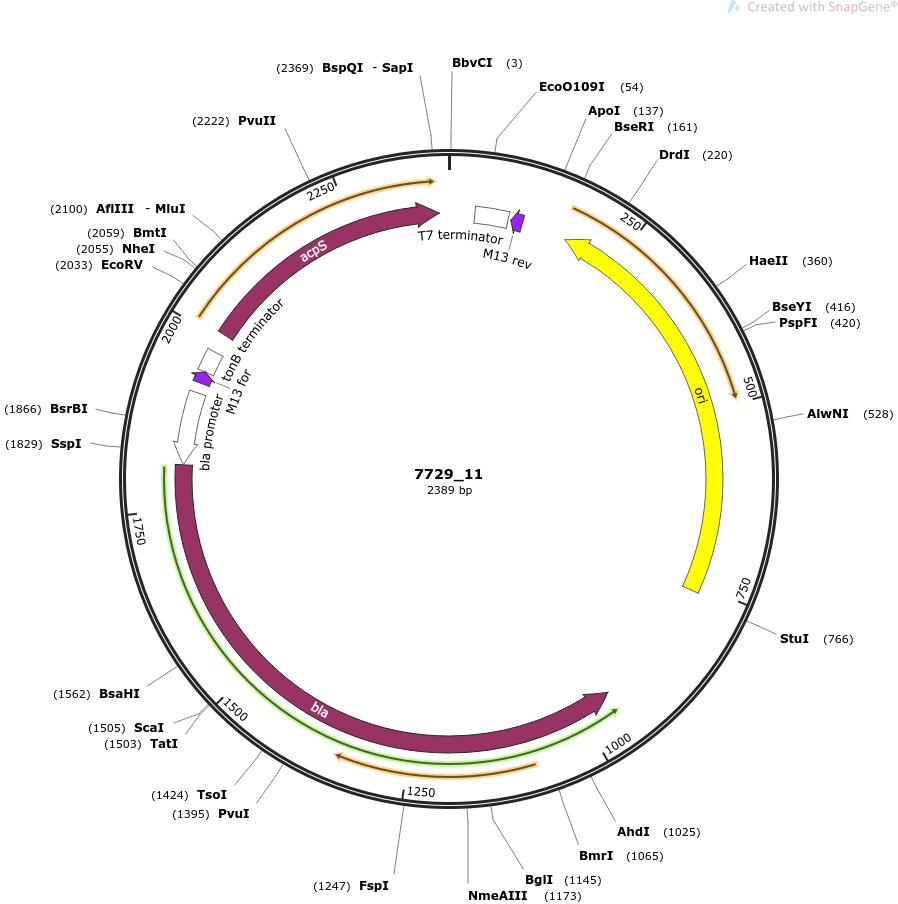 Created with SnapGene®
BbvCI (3)
EcoO109I (54)
ApoI (137)
BseRI (161)
DrdI (220)
HaeII (360)
BseYI (416)
PspFI (420)
AlwNI (528)
StuI (766)
AhdI (1025)
BmrI (1065)
BglI (1145)
NmeAIII (1173)
(1247) FspI
(1395) PvuI
(1424) TsoI
(1503) TatI
(1505) ScaI
(1562) BsaHI
(1829) SspI
(1866) BsrBI
(2033) EcoRV
(2055) NheI
(2059) BmtI
(2100) AflIII - MluI
(2222) PvuII
(2369) BspQI - SapI
250
500
750
1000
1250
1500
1750
2000
2250
T7 terminator
M13 rev
ori
bla
bla promoter
M13 for
tonB terminator
acpS
7729_11
2389 bp